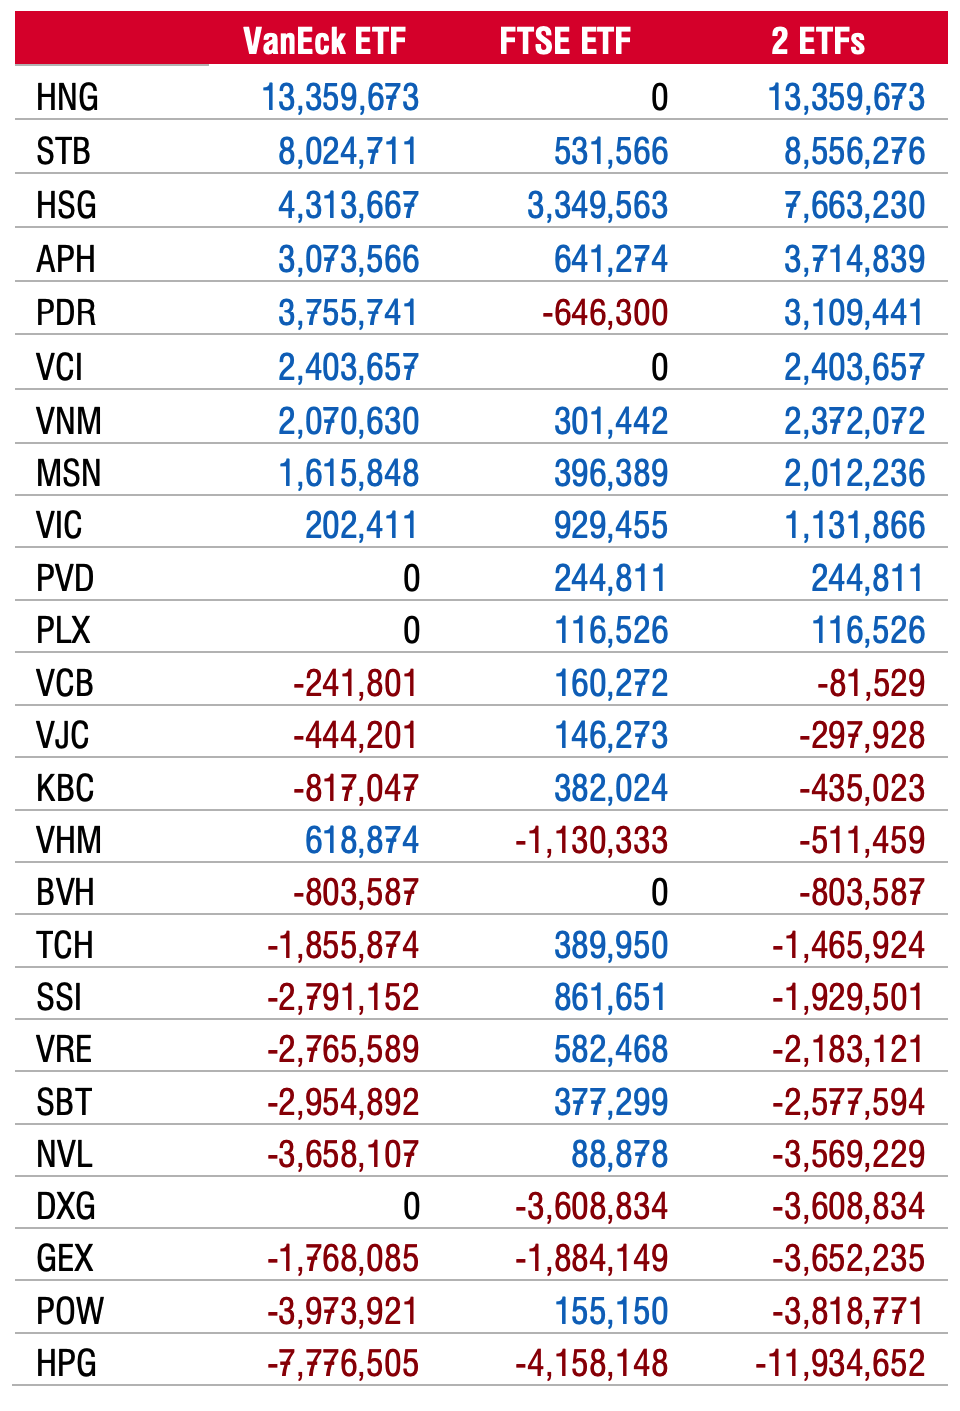 VanEck ETF FTSE ETF 2 ETFs
HNG 13,359,673 0 13,359,673
STB 8,024,711 531,566 8,556,276
HSG 4,313,667 3,349,563 7,663,230
APH 3,073,566 641,274 3,714,839
PDR 3,755,741 -646,300 3,109,441
VCI 2,403,657 0 2,403,657
VNM 2,070,630 301,442 2,372,072
MSN 1,615,848 396,389 2,012,236
VIC 202,411 929,455 1,131,866
PVD 0 244,811 244,811
PLX 0 116,526 116,526
VCB -241,801 160,272 -81,529
VJC -444,201 146,273 -297,928
KBC -817,047 382,024 -435,023
VHM 618,874 -1,130,333 -511,459
BVH -803,587 0 -803,587
TCH -1,855,874 389,950 -1,465,924
SSI -2,791,152 861,651 -1,929,501
VRE -2,765,589 582,468 -2,183,121
SBT -2,954,892 377,299 -2,577,594
NVL -3,658,107 88,878 -3,569,229
DXG 0 -3,608,834 -3,608,834
GEX -1,768,085 -1,884,149 -3,652,235
POW -3,973,921 155,150 -3,818,771
HPG -7,776,505 -4,158,148 -11,934,652